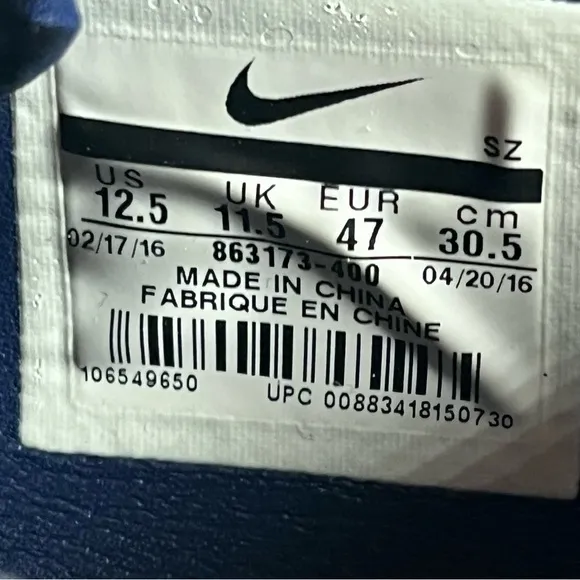 SZ
US UK EUR cm
12.5 11.5 47 30.5
02/17/16 863173-400 04/20/16
MADE IN CHINA
FABRIQUE EN CHINE
106549650 UPC 00883418150730